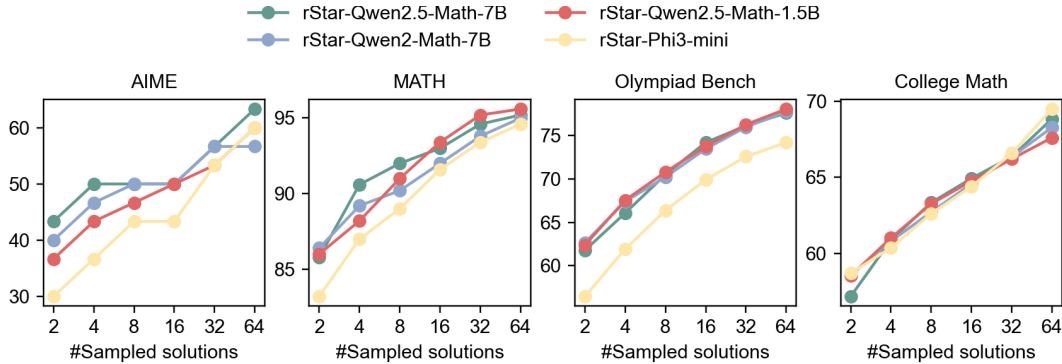 rStar-Qwen2.5-Math-7B
rStar-Qwen2.5-Math-1.5B
rStar-Qwen2-Math-7B
rStar-Phi3-mini
AIME
MATH
Olympiad Bench
College Math
60
50
40
30
95
90
85
75
70
65
60
70
65
60
2 4 8 16 32 64
2 4 8 16 32 64
2 4 8 16 32 64
2 4 8 16 32 64
#Sampled solutions
#Sampled solutions
#Sampled solutions
#Sampled solutions